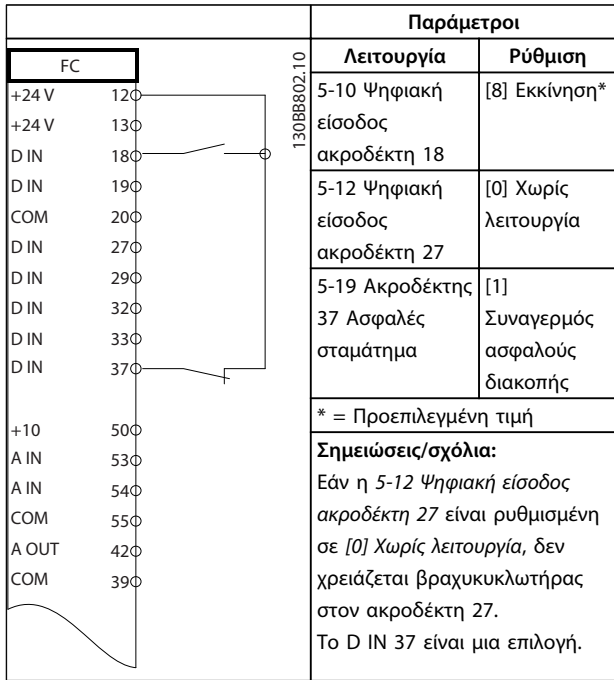 Παράμετροι
FC
+24 V 12
+24 V 13
D IN 18
D IN 19
COM 20
D IN 27
D IN 29
D IN 32
D IN 33
D IN 37
+10 50
A IN 53
A IN 54
COM 55
A OUT 42
COM 39
130BB802.10
Λειτουργία Ρύθμιση
5-10 Ψηφιακή [8] Εκκίνηση*
είσοδος
ακροδέκτη 18
5-12 Ψηφιακή [0] Χωρίς
είσοδος λειτουργία
ακροδέκτη 27
5-19 Ακροδέκτης [1]
37 Ασφαλές Συναγερμός
σταμάτημα ασφαλούς
διακοπής
* = Προεπιλεγμένη τιμή
Σημειώσεις/σχόλια:
Εάν η 5-12 Ψηφιακή είσοδος
ακροδέκτη 27 είναι ρυθμισμένη
σε [0] Χωρίς λειτουργία, δεν
χρειάζεται βραχυκυκλωτήρας
στον ακροδέκτη 27.
Το D IN 37 είναι μια επιλογή.